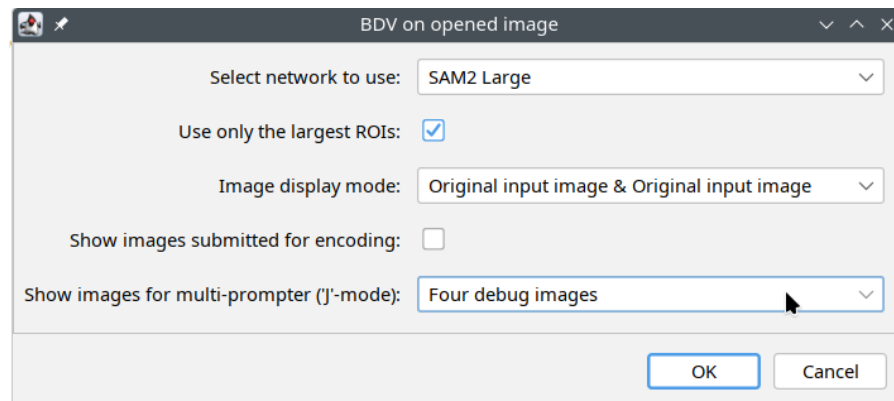 BDV on opened image
Select network to use: SAM2 Large
Use only the largest ROIs:
Image display mode: Original input image & Original input image
Show images submitted for encoding:
Show images for multi-prompter ('J'-mode): Four debug images
OK Cancel